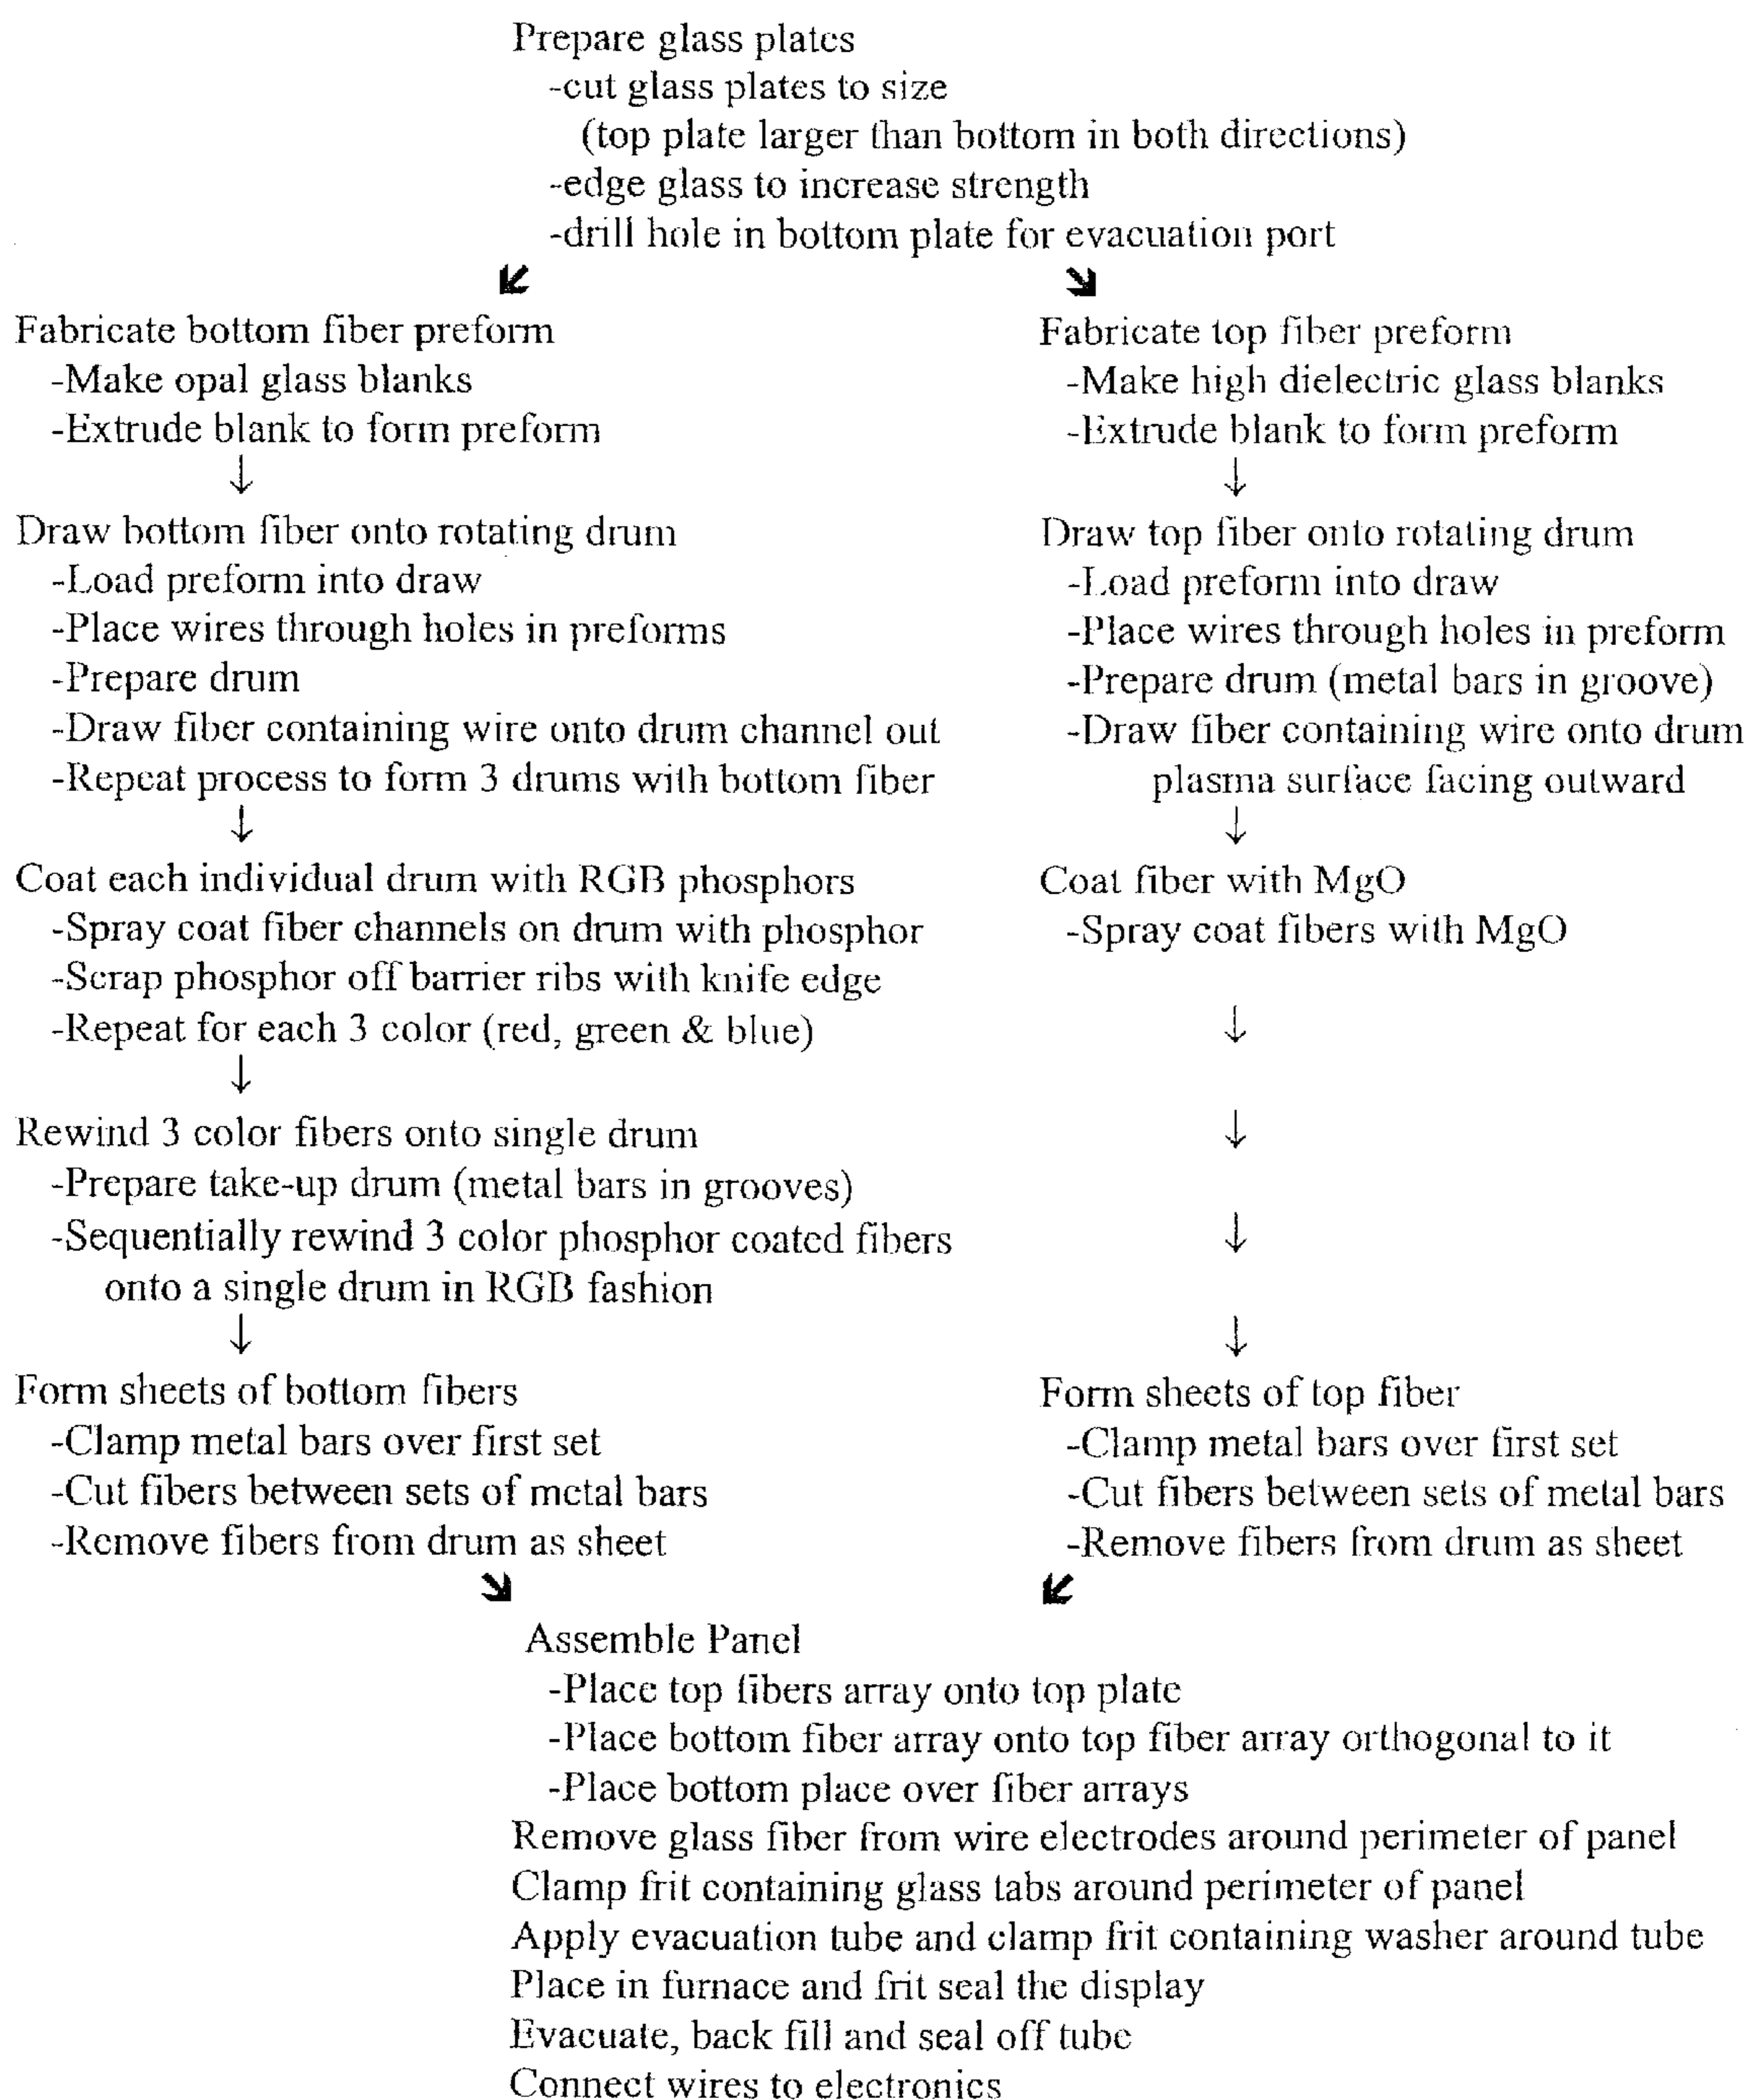 Prepare glass plates
-cut glass plates to size
(top plate larger than bottom in both directions)
-edge glass to increase strength
-drill hole in bottom plate for evacuation port
Fabricate bottom fiber preform
-Make opal glass blanks
-Extrude blank to form preform
Draw bottom fiber onto rotating drum
-Load preform into draw
-Place wires through holes in preforms
-Prepare drum
-Draw fiber containing wire onto drum channel out
-Repeat process to form 3 drums with bottom fiber
Coat each individual drum with RGB phosphors
-Spray coat fiber channels on drum with phosphor
-Scrap phosphor off barrier ribs with knife edge
-Repeat for each 3 color (red, green & blue)
Rewind 3 color fibers onto single drum
-Prepare take-up drum (metal bars in grooves)
-Sequentially rewind 3 color phosphor coated fibers
onto a single drum in RGB fashion
Form sheets of bottom fibers
-Clamp metal bars over first set
-Cut fibers between sets of metal bars
-Remove fibers from drum as sheet
Fabricate top fiber preform
-Make high dielectric glass blanks
-Extrude blank to form preform
Draw top fiber onto rotating drum
-Load preform into draw
-Place wires through holes in preform
-Prepare drum (metal bars in groove)
-Draw fiber containing wire onto drum
plasma surface facing outward
Coat fiber with MgO
-Spray coat fibers with MgO
Form sheets of top fiber
-Clamp metal bars over first set
-Cut fibers between sets of metal bars
-Remove fibers from drum as sheet
Assemble Panel
-Place top fibers array onto top plate
-Place bottom fiber array onto top fiber array orthogonal to it
-Place bottom place over fiber arrays
Remove glass fiber from wire electrodes around perimeter of panel
Clamp frit containing glass tabs around perimeter of panel
Apply evacuation tube and clamp frit containing washer around tube
Place in furnace and frit seal the display
Evacuate, back fill and seal off tube
Connect wires to electronics